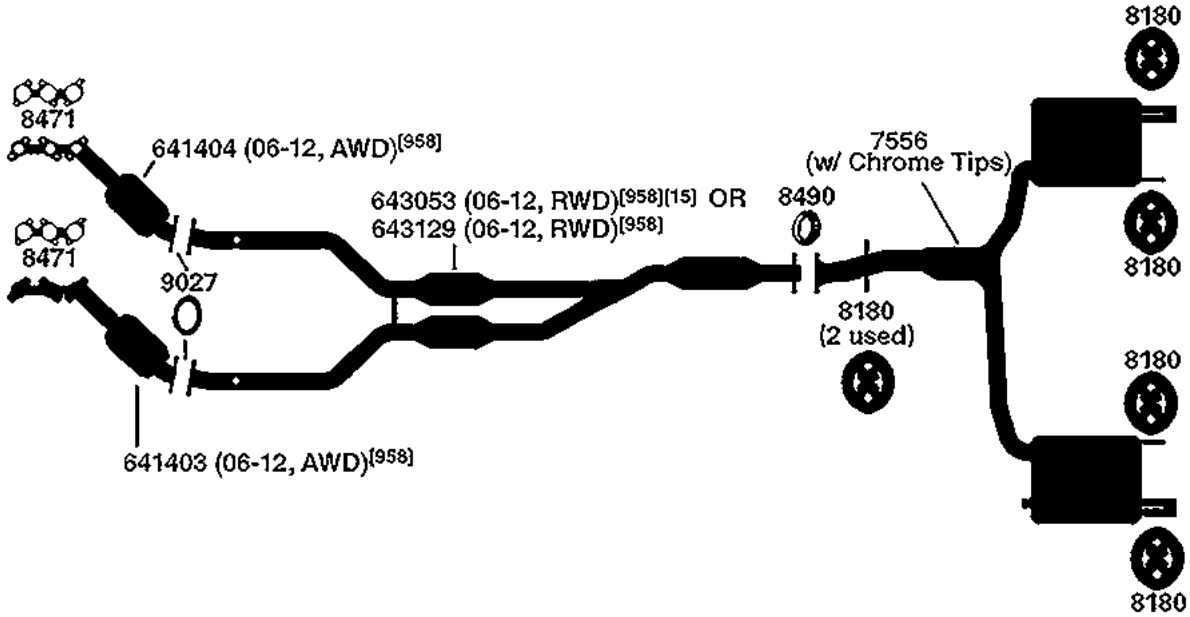 8180
8471
641404 (06-12, AWD)[958]
7556
(w/ Chrome Tips)
643053 (06-12, RWD)[958][15] OR
643129 (06-12, RWD)[958]
8490
8471
9027
8180
8180
(2 used)
8180
641403 (06-12, AWD)[958]
8180